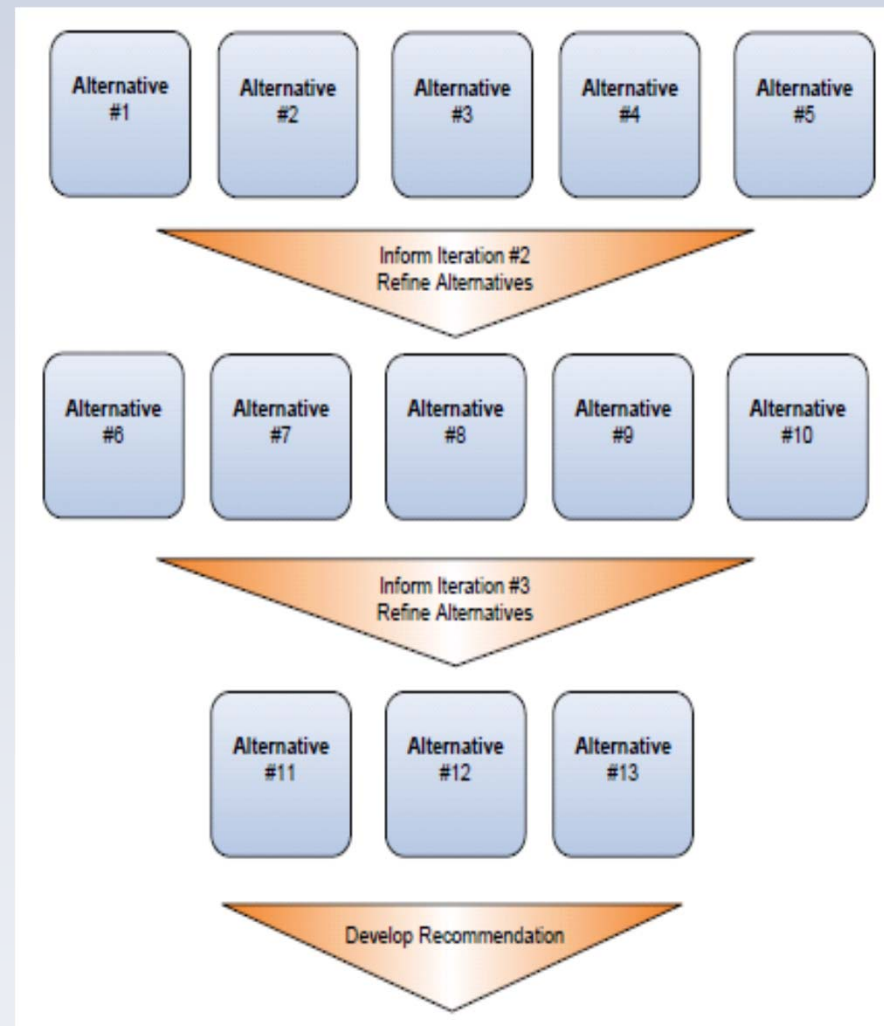 Alternative
#1
Alternative
#2
Alternative
#3
Alternative
#4
Alternative
#5
Inform Iteration #2
Refine Alternatives
Alternative
#6
Alternative
#7
Alternative
#8
Alternative
#9
Alternative
#10
Inform Iteration #3
Refine Alternatives
Alternative
#11
Alternative
#12
Alternative
#13
Develop Recommendation